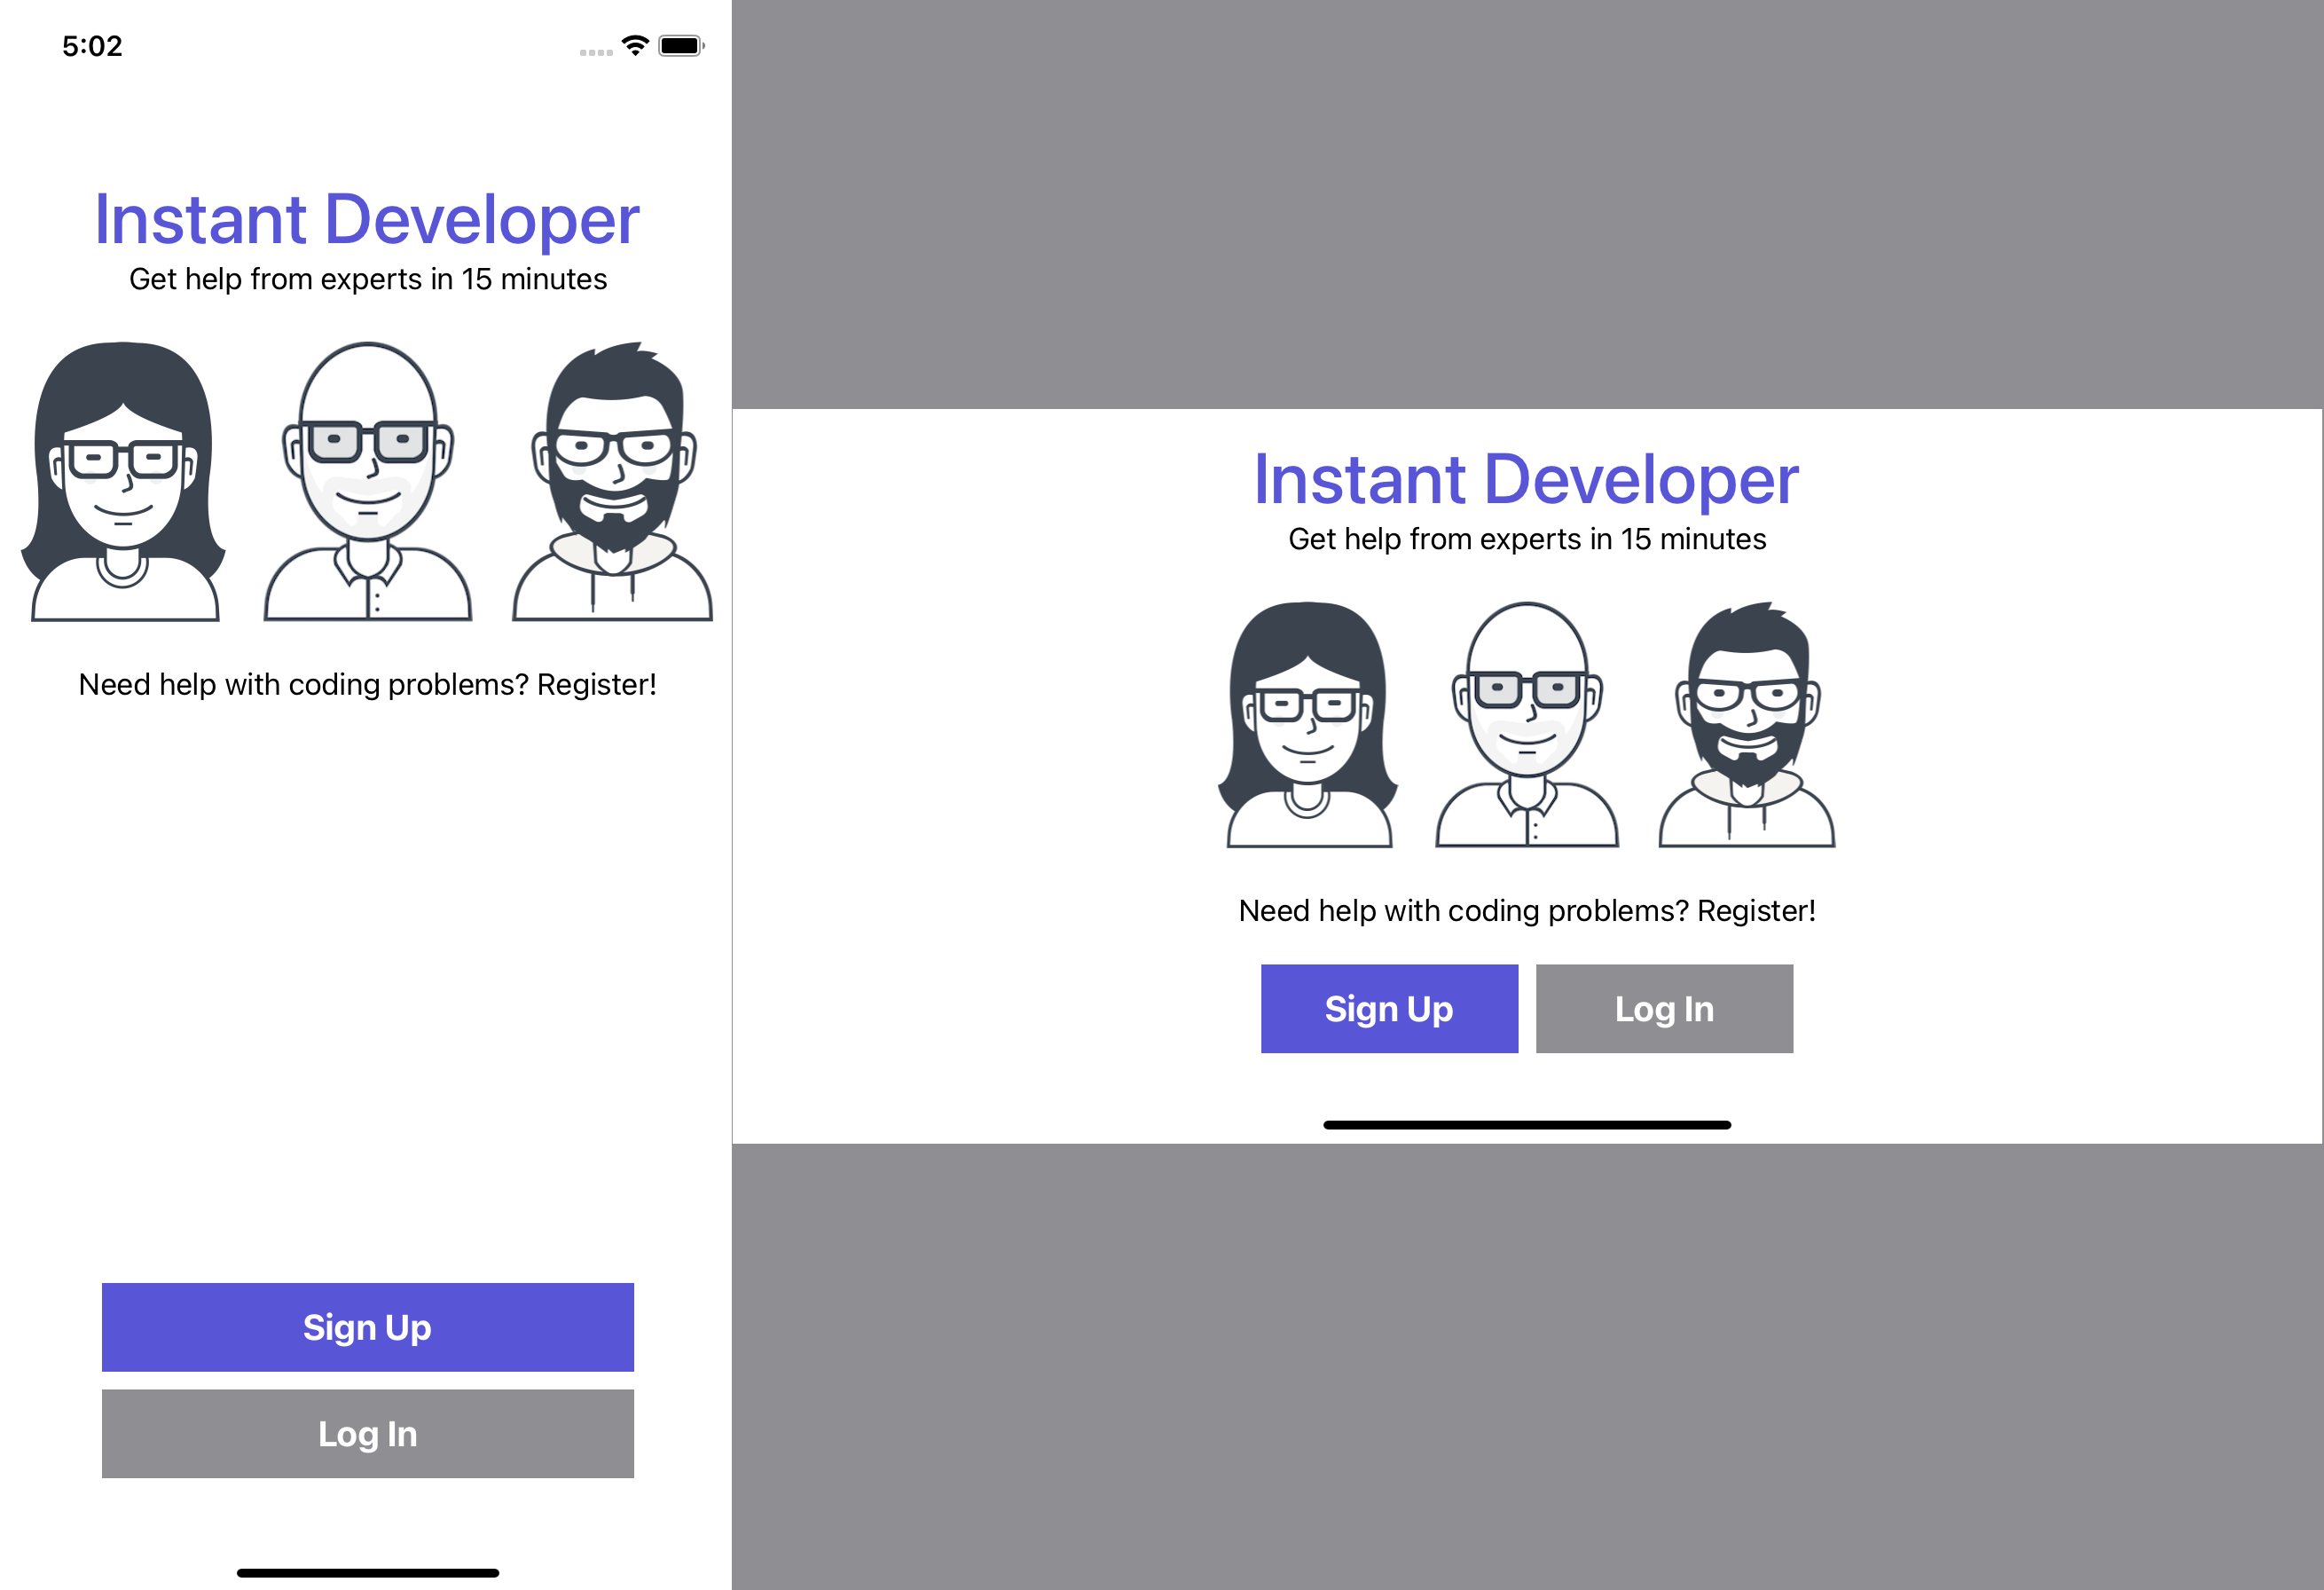 5:02
Instant Developer
Get help from experts in 15 minutes
Need help with coding problems? Register!
Sign Up
Log In
Instant Developer
Get help from experts in 15 minutes
Need help with coding problems? Register!
Sign Up Log In